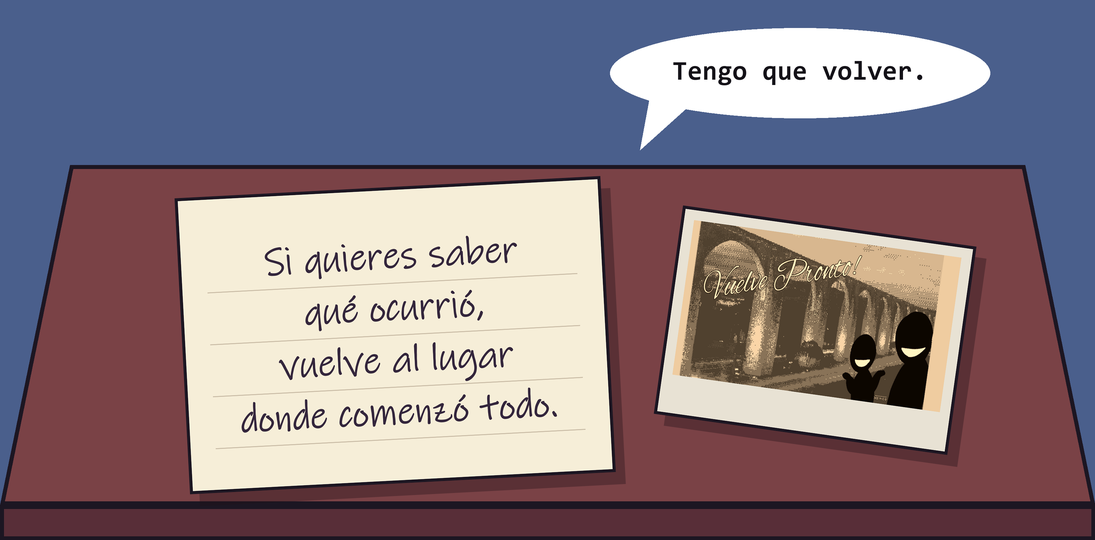 Tengo que volver.
Si quieres saber
qué ocurrió,
vuelve al lugar
donde comenzó todo.
Vuelve Pronto!